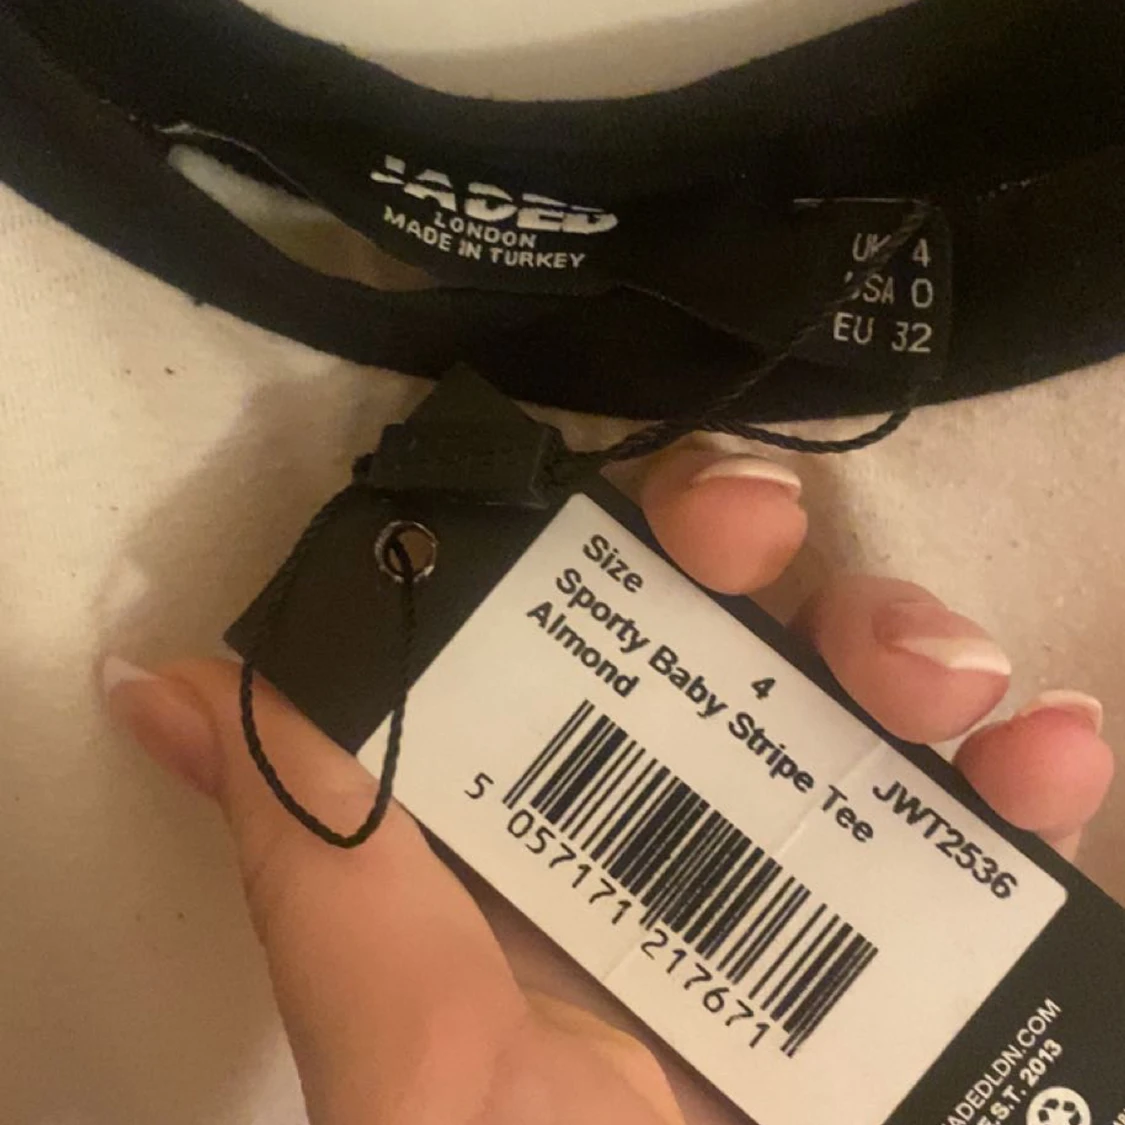 JADED
LONDON
MADE IN TURKEY
UK 4
USA 0
EU 32
Size 4
Sporty Baby Stripe Tee
Almond
JWT2536
5 057171 217671
JADEDLDN.COM
E.S.T. 2013